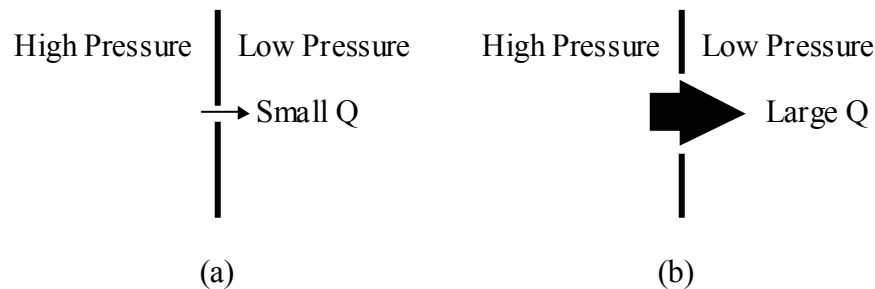 High Pressure Low Pressure
Small Q
(a)
High Pressure Low Pressure
Large Q
(b)